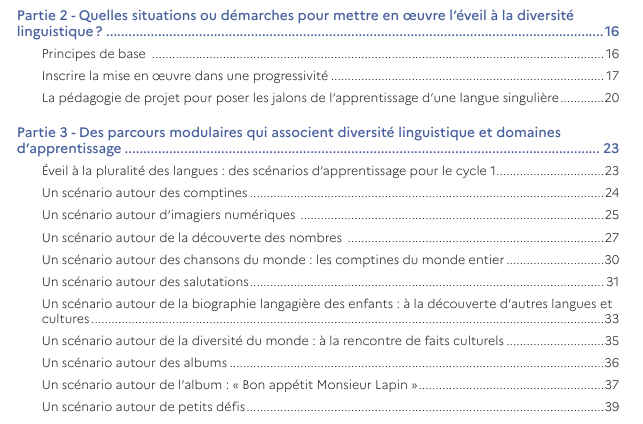 Partie 2 - Quelles situations ou démarches pour mettre en œuvre l’éveil à la diversité
linguistique ? ..................................................................................................................16
Principes de base ..................................................................................................................16
Inscrire la mise en œuvre dans une progressivité ..................................................................17
La pédagogie de projet pour poser les jalons de l’apprentissage d’une langue singulière.............20
Partie 3 - Des parcours modulaires qui associent diversité linguistique et domaines
d’apprentissage .................................................................................................................. 23
Éveil à la pluralité des langues : des scénarios d’apprentissage pour le cycle 1..........................23
Un scénario autour des comptines ..................................................................................24
Un scénario autour d’imagiers numériques ..........................................................................25
Un scénario autour de la découverte des nombres ..............................................................27
Un scénario autour des chansons du monde : les comptines du monde entier ........................30
Un scénario autour des salutations..................................................................................31
Un scénario autour de la biographie langagière des enfants : à la découverte d’autres langues et
cultures..................................................................................................................33
Un scénario autour de la diversité du monde : à la rencontre de faits culturels ........................35
Un scénario autour des albums ..................................................................................36
Un scénario autour de l’album : « Bon appétit Monsieur Lapin »..........................................37
Un scénario autour de petits défis..................................................................................39